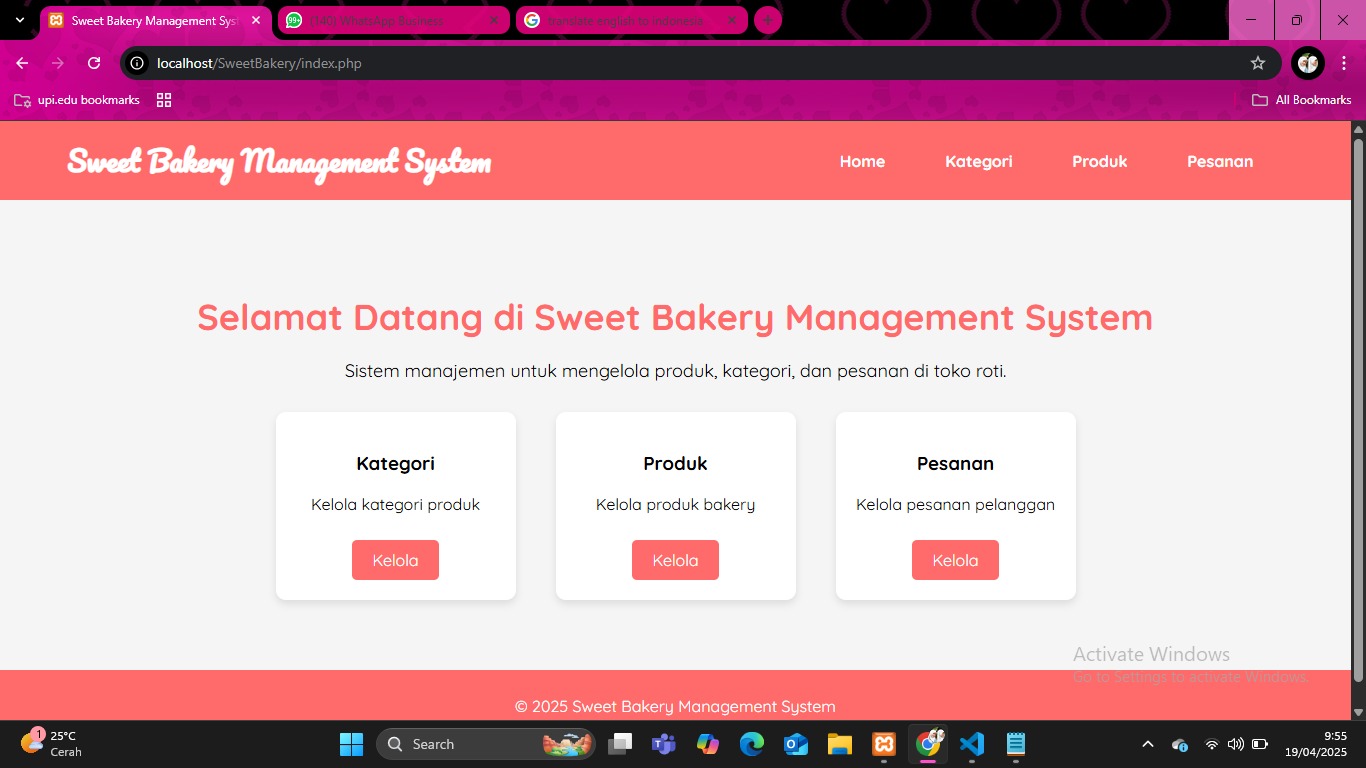 Sweet Bakery Management Syst
(140) WhatsApp Business
translate english to indonesia
localhost/SweetBakery/index.php
upi.edu bookmarks
All Bookmarks
Sweet Bakery Management System
Home
Kategori
Produk
Pesanan
Selamat Datang di Sweet Bakery Management System
Sistem manajemen untuk mengelola produk, kategori, dan pesanan di toko roti.
Kategori
Kelola kategori produk
Kelola
Produk
Kelola produk bakery
Kelola
Pesanan
Kelola pesanan pelanggan
Kelola
Activate Windows
Go to Settings to activate Windows.
© 2025 Sweet Bakery Management System
1
25°C
Cerah
Search
9:55
19/04/2025
99+